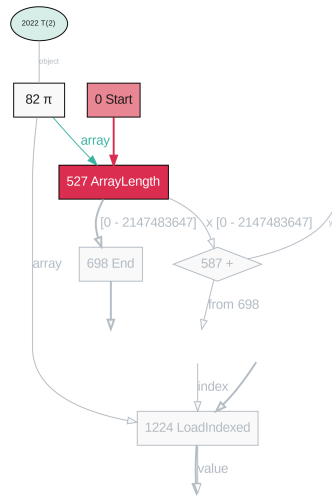 2022 T(2)
object
82 π
0 Start
array
527 ArrayLength
[0 - 2147483647]
x [0 - 2147483647]
698 End
587 +
array
from 698
index
1224 LoadIndexed
value